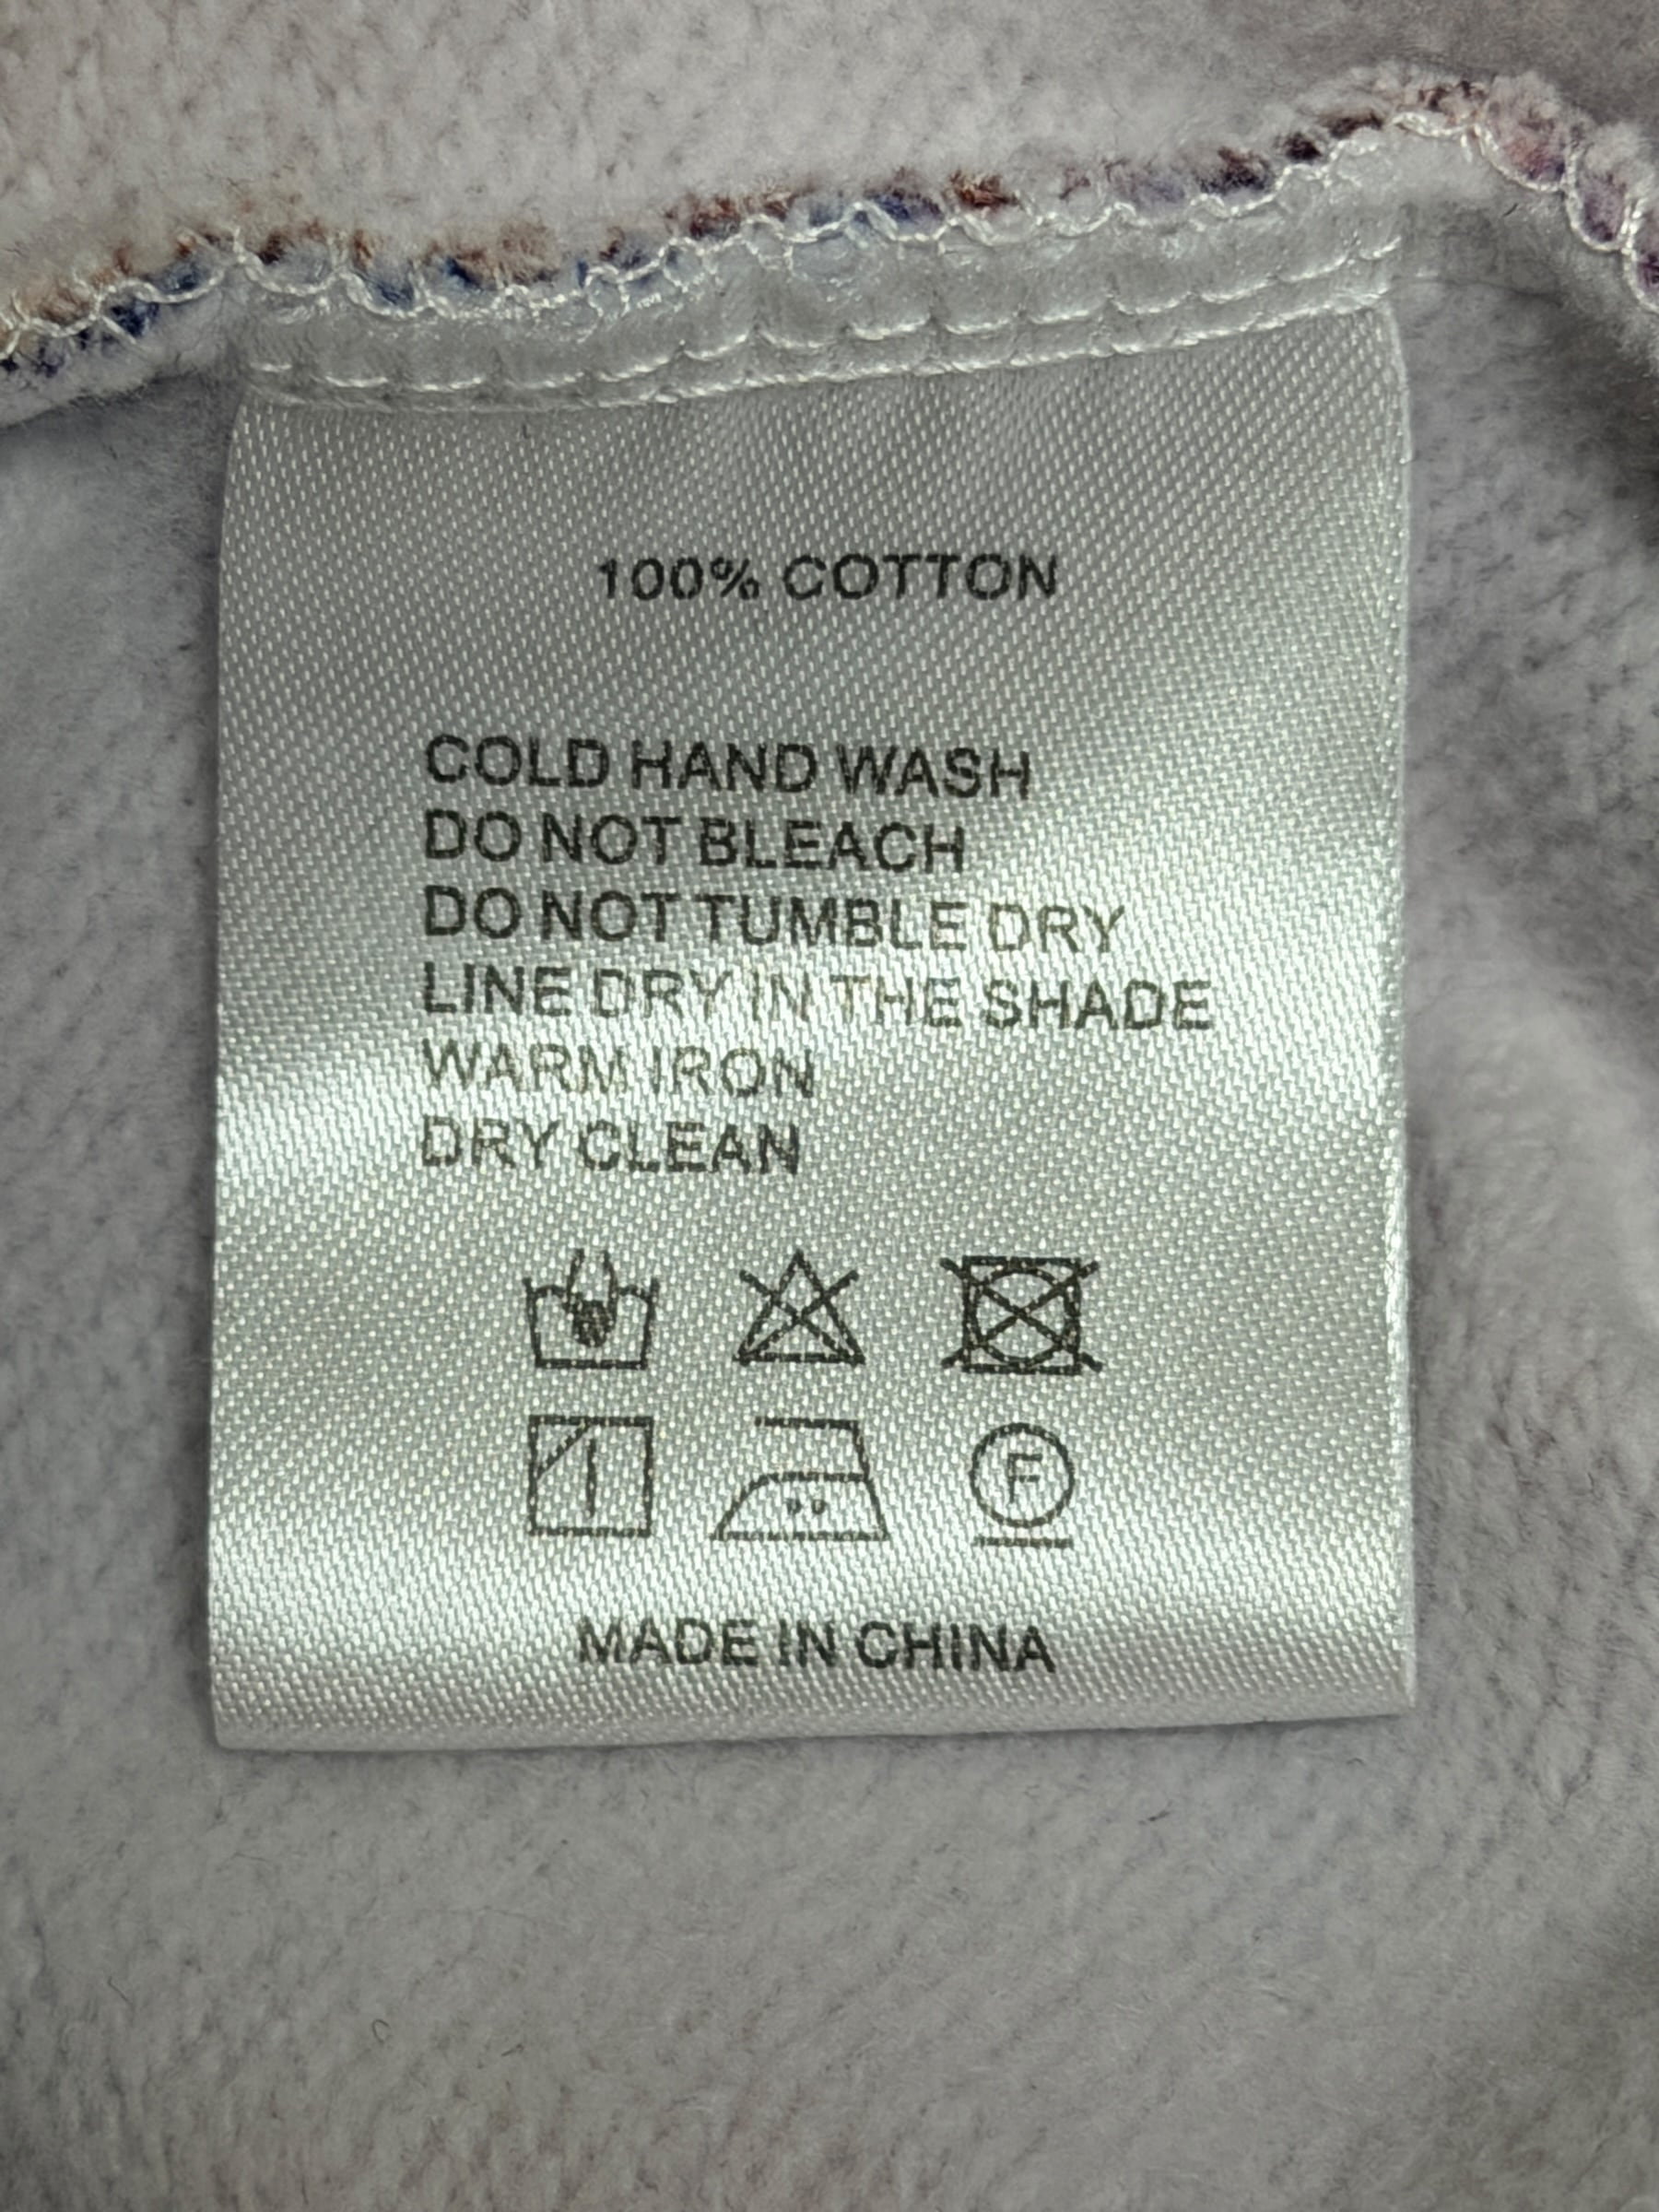 100% COTTON
COLD HAND WASH
DO NOT BLEACH
DO NOT TUMBLE DRY
LINE DRY IN THE SHADE
WARM IRON
DRY CLEAN
F
MADE IN CHINA